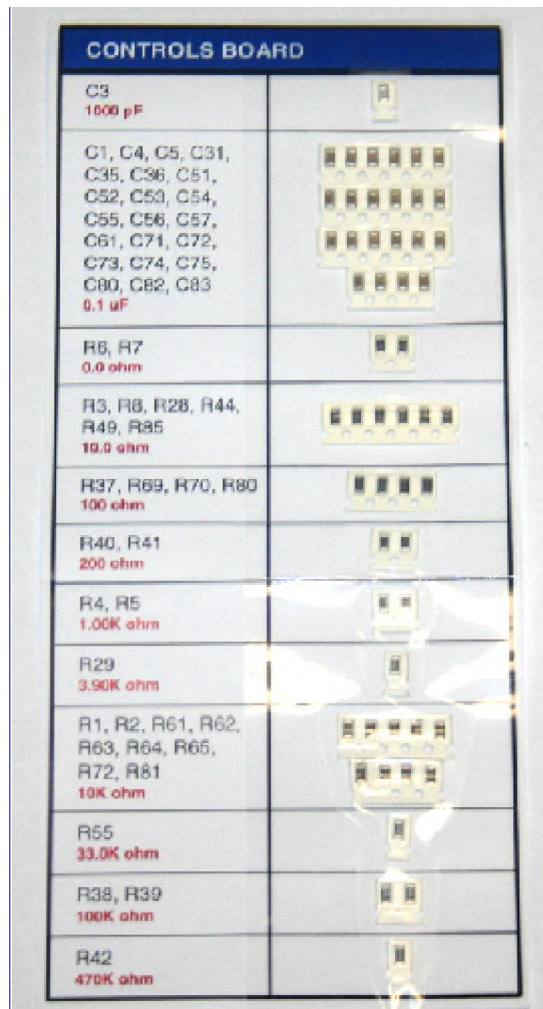 CONTROLS BOARD
C3
1000 pF
C1, C4, C5, C31,
C35, C36, C51,
C52, C53, C54,
C55, C56, C57,
C61, C71, C72,
C73, C74, C75,
C80, C82, C83
0.1 uF
R6, R7
0.0 ohm
R3, R8, R28, R44,
R49, R85
10.0 ohm
R37, R69, R70, R80
100 ohm
R40, R41
200 ohm
R4, R5
1.00K ohm
R29
3.90K ohm
R1, R2, R61, R62,
R63, R64, R65,
R72, R81
10K ohm
R55
33.0K ohm
R38, R39
100K ohm
R42
470K ohm